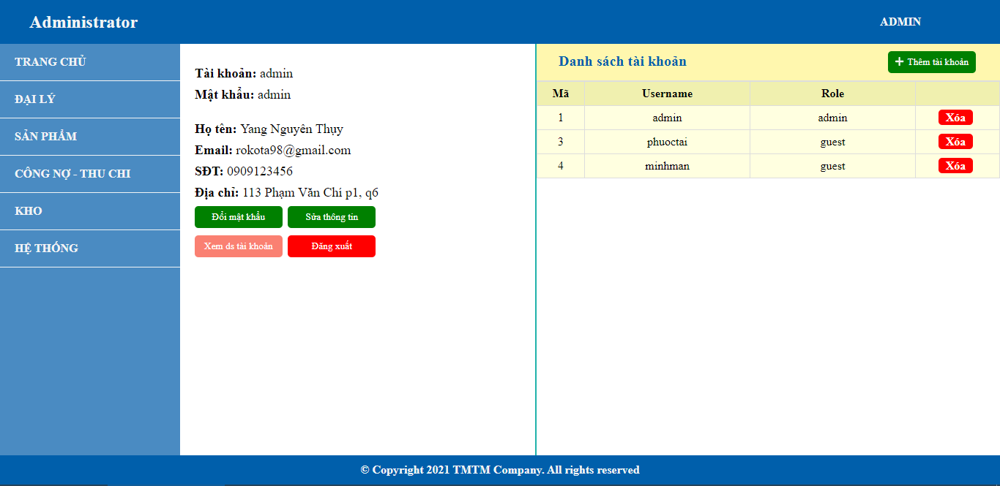 Administrator
ADMIN
TRANG CHỦ
ĐẠI LÝ
SẢN PHẨM
CÔNG NỢ - THU CHI
KHO
HỆ THỐNG
Tài khoản: admin
Mật khẩu: admin
Họ tên: Yang Nguyên Thụy
Email: rokota98@gmail.com
SĐT: 0909123456
Địa chỉ: 113 Phạm Văn Chí p1, q6
Đổi mật khẩu Sửa thông tin
Xem ds tài khoản Đăng xuất
Danh sách tài khoản
Thêm tài khoản
Mã Username Role
1 admin admin Xóa
3 phuoctai guest Xóa
4 minhman guest Xóa
© Copyright 2021 TMTM Company. All rights reserved